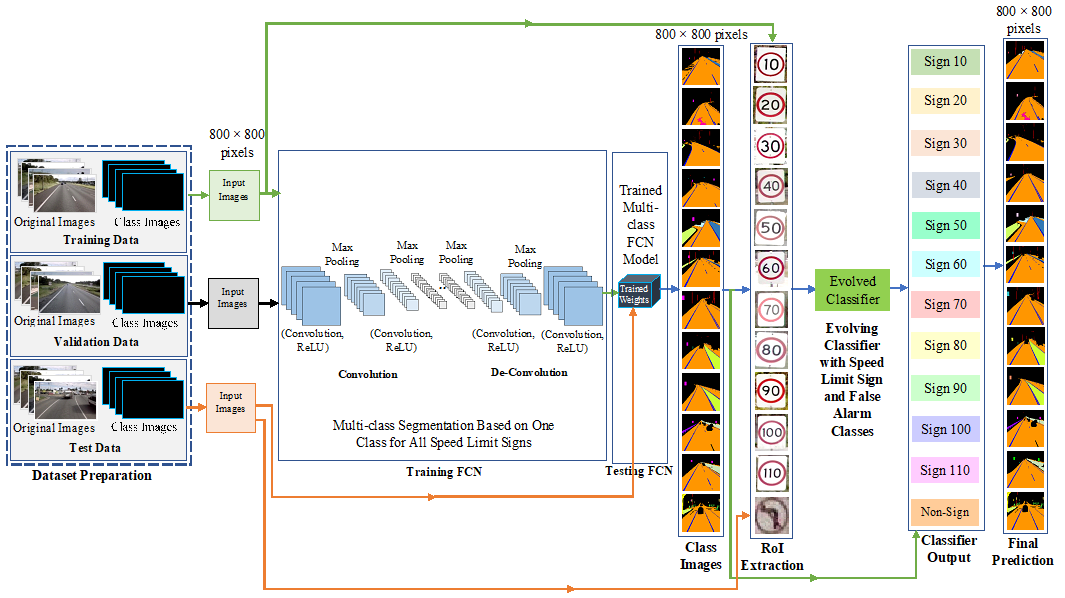 800 × 800
pixels
Input
Images
Original Images
Class Images
Training Data
Input
Images
Original Images
Class Images
Validation Data
Input
Images
Original Images
Class Images
Test Data
Dataset Preparation
Max
Pooling
Max
Pooling
Max
Pooling
Max
Pooling
...
(Convolution,
ReLU)
(Convolution,
ReLU)
(Convolution,
ReLU)
(Convolution,
ReLU)
Convolution
De-Convolution
Multi-class Segmentation Based on One
Class for All Speed Limit Signs
Training FCN
Trained
Multi-
class
FCN
Model
Trained
Weights
Testing FCN
800 × 800 pixels
Class
Images
10
20
30
40
50
60
70
80
90
100
110
RoI
Extraction
Evolved
Classifier
Evolving
Classifier
with Speed
Limit Sign
and False
Alarm
Classes
Sign 10
Sign 20
Sign 30
Sign 40
Sign 50
Sign 60
Sign 70
Sign 80
Sign 90
Sign 100
Sign 110
Non-Sign
Classifier
Output
800 × 800
pixels
Final
Prediction